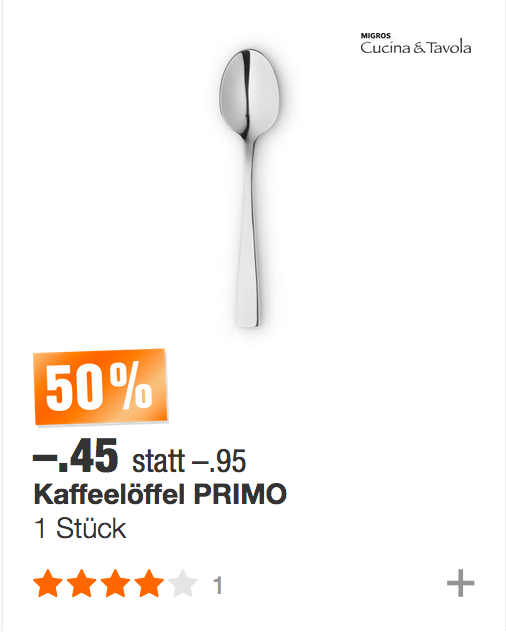 MIGROS
Cucina & Tavola
50%
–.45 statt –.95
Kaffeelöffel PRIMO
1 Stück
1